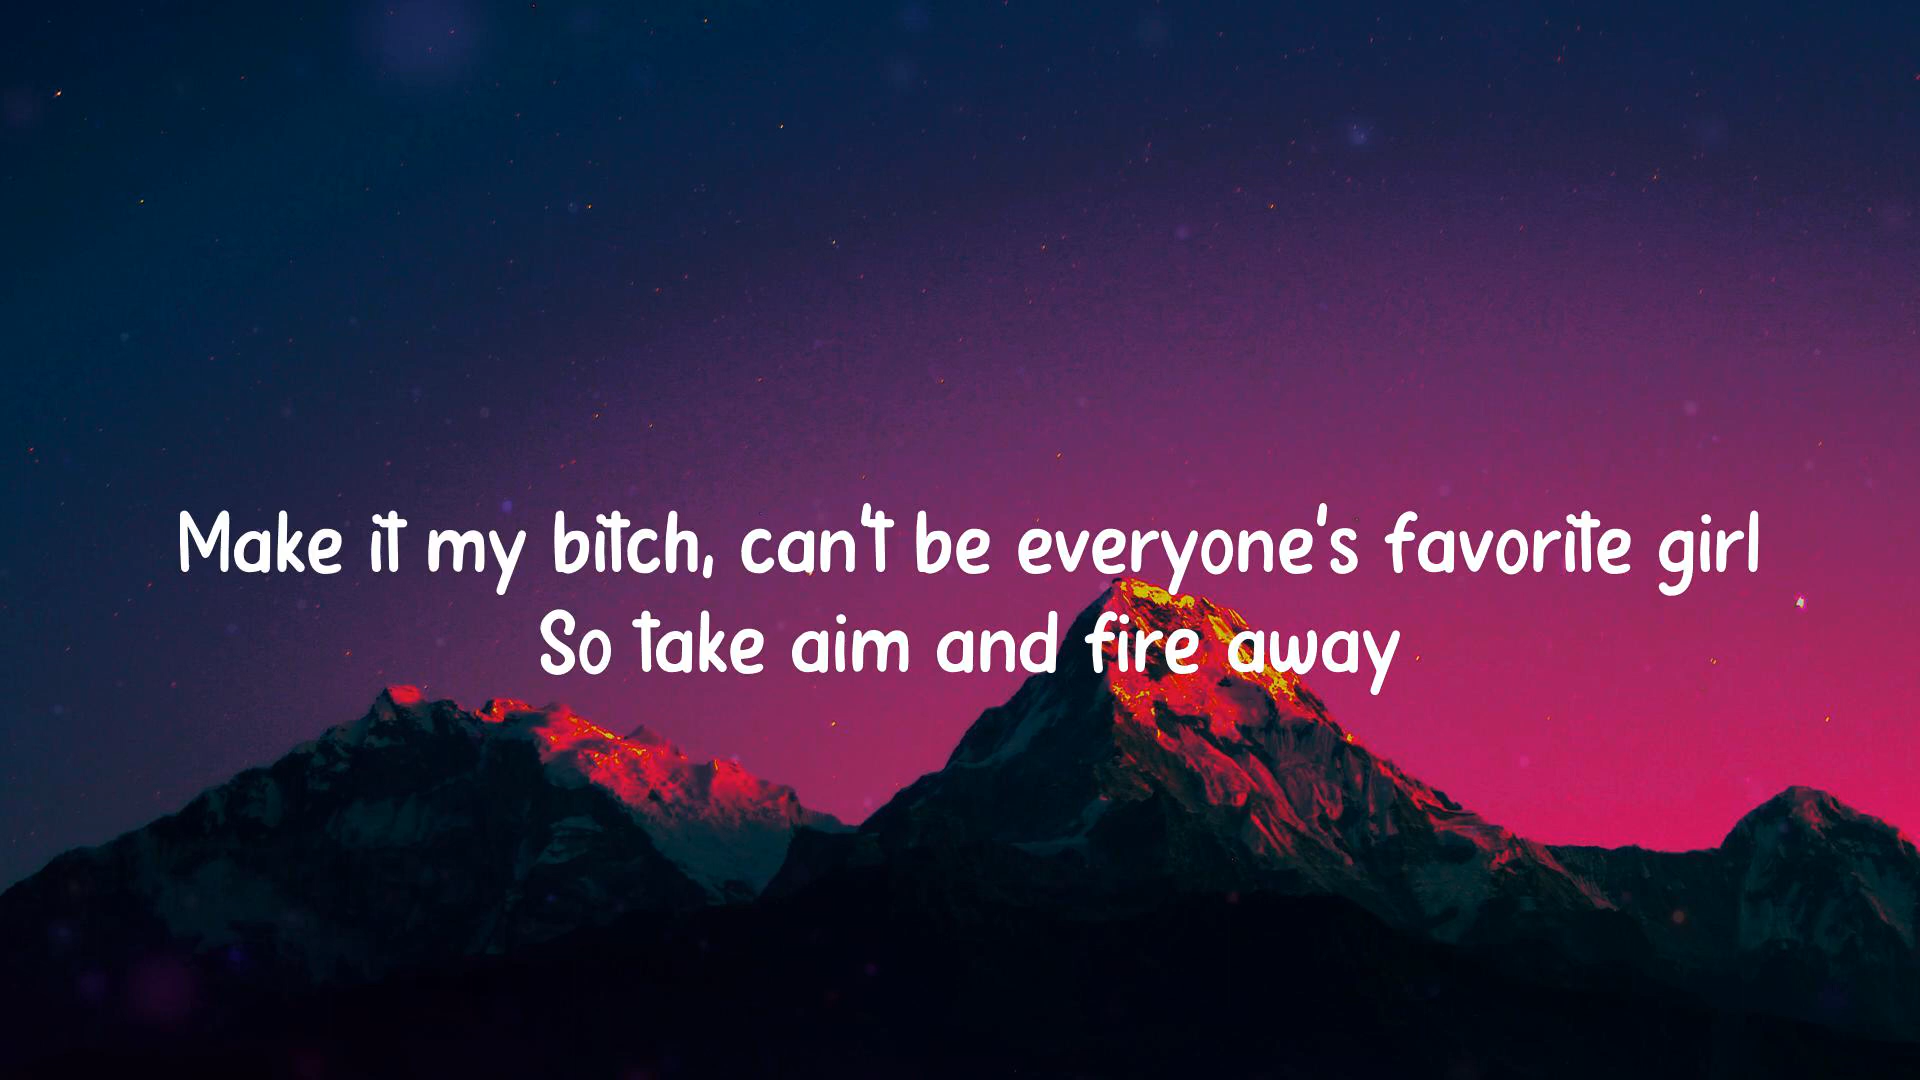 Make it my bitch, can't be everyone's favorite girl
So take aim and fire away